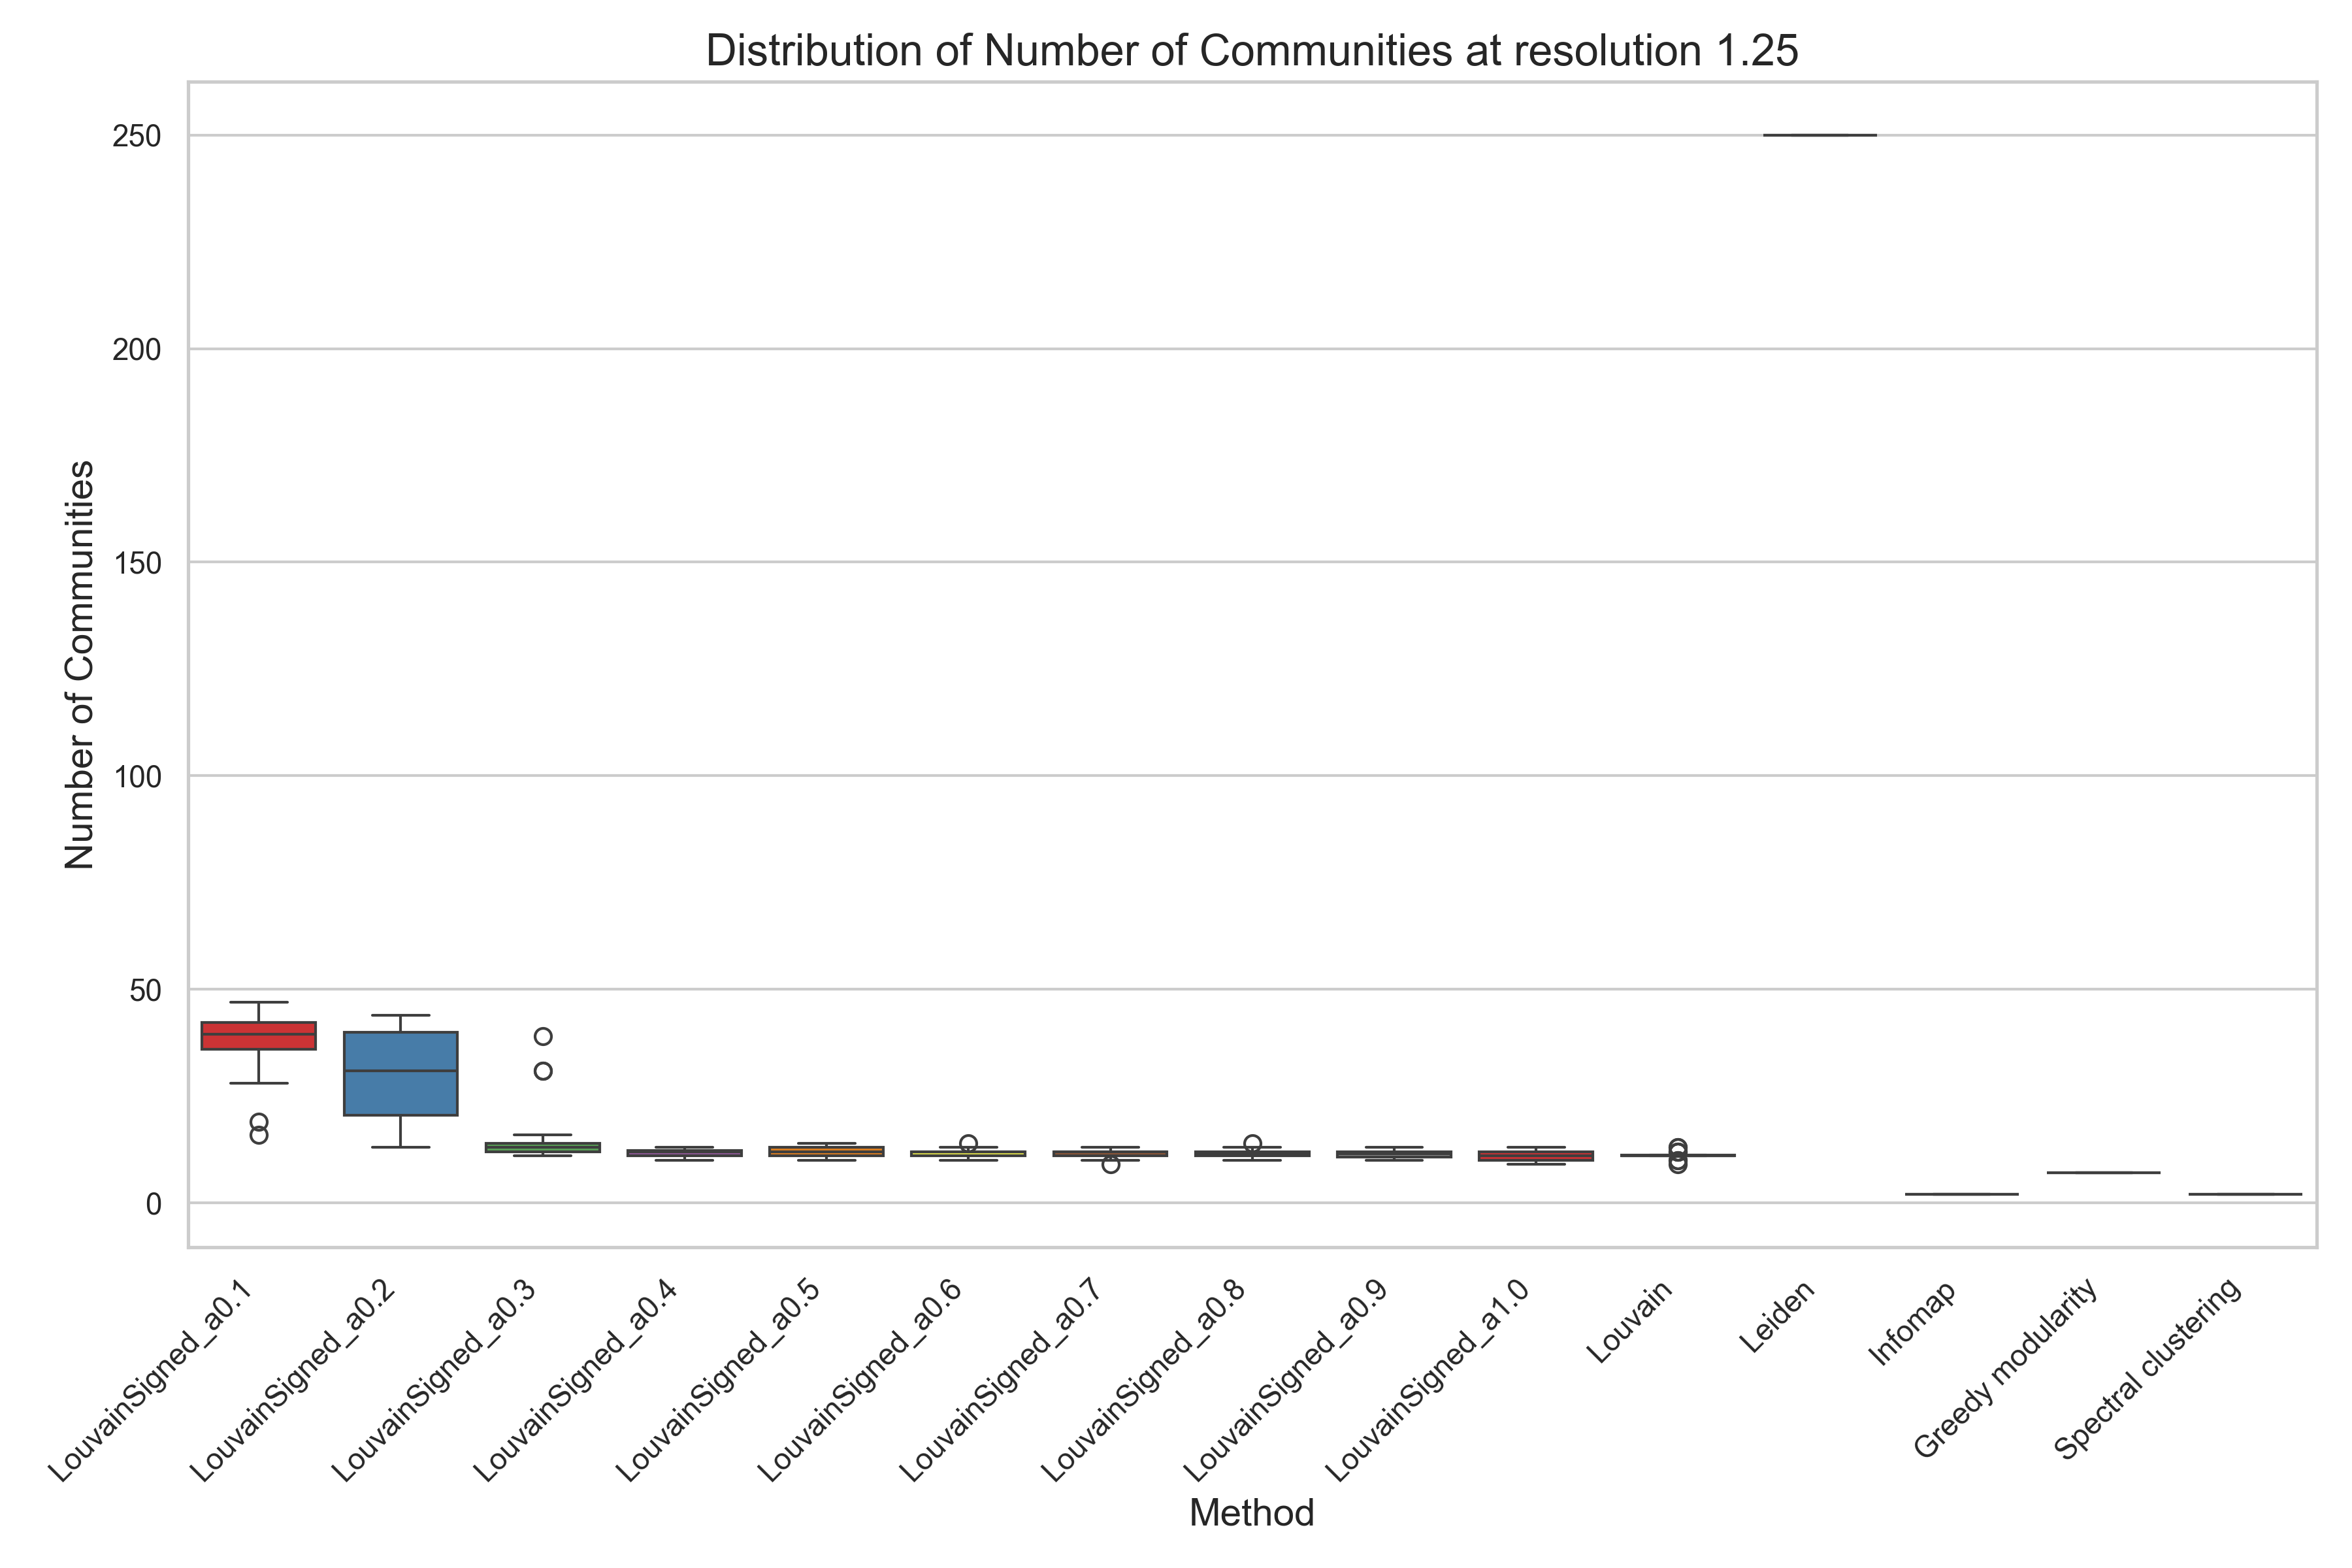 Distribution of Number of Communities at resolution 1.25
Number of Communities
250
200
150
100
50
0
LouvainSigned_a0.1
LouvainSigned_a0.2
LouvainSigned_a0.3
LouvainSigned_a0.4
LouvainSigned_a0.5
LouvainSigned_a0.6
LouvainSigned_a0.7
LouvainSigned_a0.8
LouvainSigned_a0.9
LouvainSigned_a1.0
Louvain
Leiden
Infomap
Greedy modularity
Spectral clustering
Method